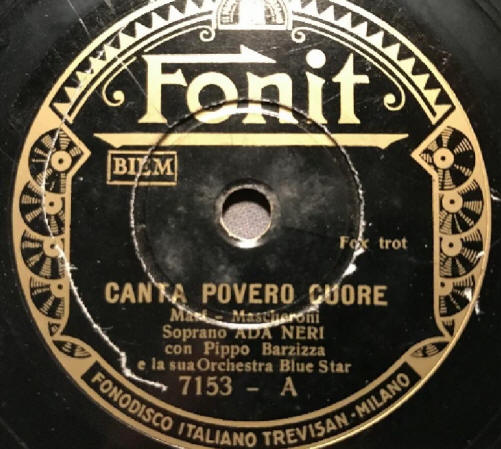 Fonit
BIEM
Fox trot
CANTA POVERO CUORE
Mari - Mascheroni
Soprano ADA NERI
con Pippo Barzizza
e la sua Orchestra Blue Star
7153 - A
FONODISCO ITALIANO TREVISAN - MILANO